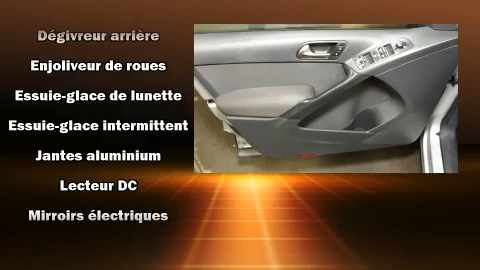 Dégivreur arrière
Enjoliveur de roues
Essuie-glace de lunette
Essuie-glace intermittent
Jantes aluminium
Lecteur DC
Mirroirs électriques